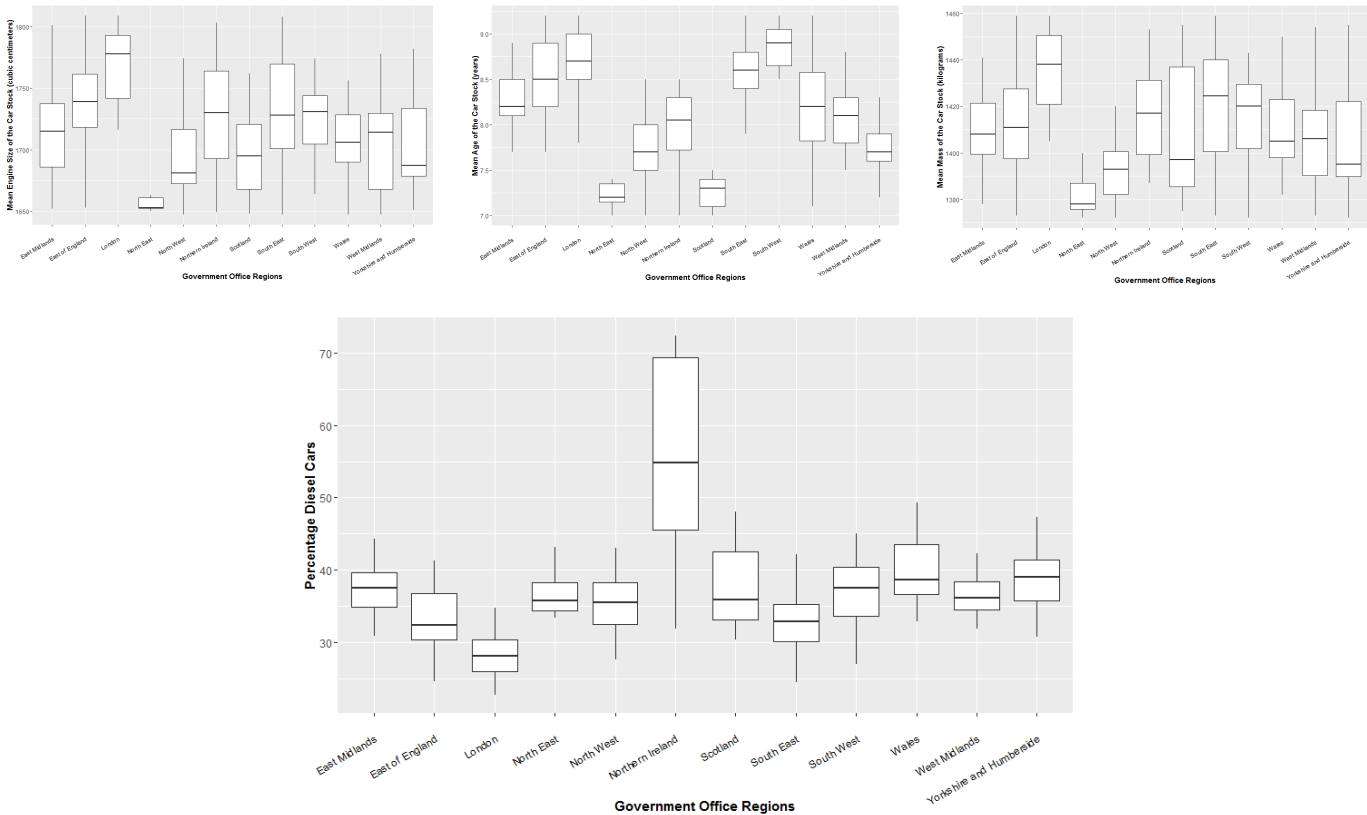 Mean Engine Size of the Car Stock (cubic centimeters)
1800
1750
1700
1650
East Midlands
East of England
London
North East
North West
Northern Ireland
Scotland
South East
South West
Wales
West Midlands
Yorkshire and Humberside
Government Office Regions
Mean Age of the Car Stock (years)
9.0
8.5
8.0
7.5
7.0
East Midlands
East of England
London
North East
North West
Northern Ireland
Scotland
South East
South West
Wales
West Midlands
Yorkshire and Humberside
Government Office Regions
Mean Mass of the Car Stock (kilograms)
1460
1440
1420
1400
1380
East Midlands
East of England
London
North East
North West
Northern Ireland
Scotland
South East
South West
Wales
West Midlands
Yorkshire and Humberside
Government Office Regions
Percentage Diesel Cars
70
60
50
40
30
East Midlands
East of England
London
North East
North West
Northern Ireland
Scotland
South East
South West
Wales
West Midlands
Yorkshire and Humberside
Government Office Regions